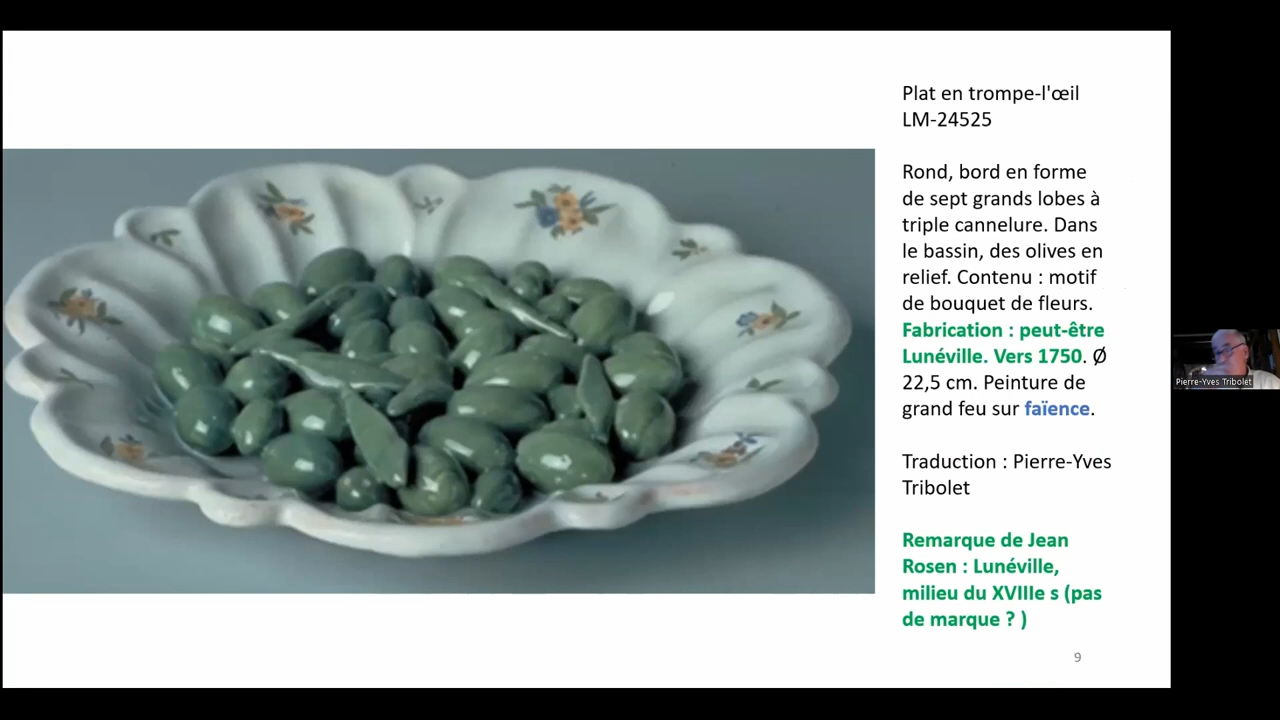 Plat en trompe-l'œil
LM-24525
Rond, bord en forme
de sept grands lobes à
triple cannelure. Dans
le bassin, des olives en
relief. Contenu : motif
de bouquet de fleurs.
Fabrication : peut-être
Lunéville. Vers 1750. Ø
22,5 cm. Peinture de
grand feu sur faïence.
Traduction : Pierre-Yves
Tribolet
Remarque de Jean
Rosen : Lunéville,
milieu du XVIIIe s (pas
de marque ? )
9
Pierre-Yves Tribolet